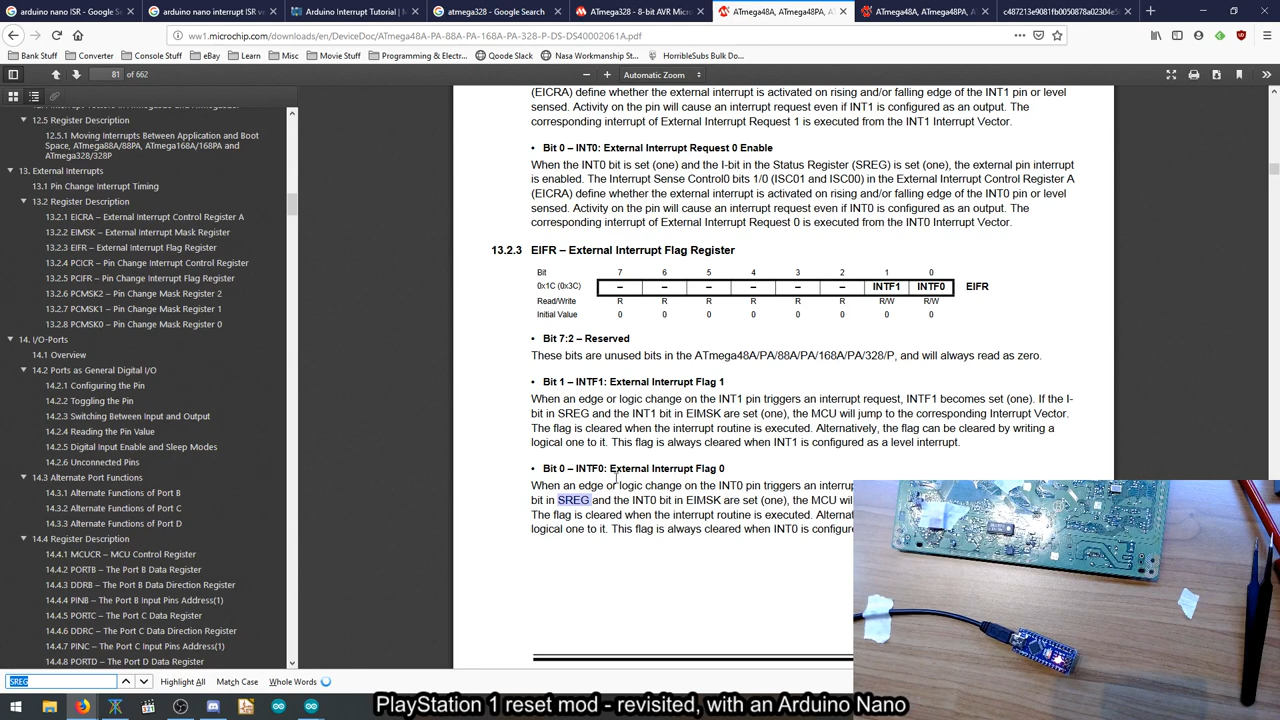 arduino nano ISR - Google S
arduino nano interrupt ISR va
Arduino Interrupt Tutorial |
atmega328 - Google Search
ATmega328 - 8-bit AVR Micr
ATmega48A, ATmega48PA,
ATmega48A, ATmega48PA,
c487213e9081fb0050878a02304e5
ww1.microchip.com/downloads/en/DeviceDoc/ATmega48A-PA-88A-PA-168A-PA-328-P-DS-DS40002061A.pdf
Bank Stuff
Converter
Console Stuff
eBay
Learn
Misc
Movie Stuff
Programming & Electr...
Qoode Slack
Nasa Workmanship St...
HorribleSubs Bulk Do...
81 of 662
Automatic Zoom
12.5 Register Description
12.5.1 Moving Interrupts Between Application and Boot
Space, ATmega88A/88PA, ATmega168A/168PA and
ATmega328/328P
13. External Interrupts
13.1 Pin Change Interrupt Timing
13.2 Register Description
13.2.1 EICRA – External Interrupt Control Register A
13.2.2 EIMSK – External Interrupt Mask Register
13.2.3 EIFR – External Interrupt Flag Register
13.2.4 PCICR – Pin Change Interrupt Control Register
13.2.5 PCIFR – Pin Change Interrupt Flag Register
13.2.6 PCMSK2 – Pin Change Mask Register 2
13.2.7 PCMSK1 – Pin Change Mask Register 1
13.2.8 PCMSK0 – Pin Change Mask Register 0
14. I/O-Ports
14.1 Overview
14.2 Ports as General Digital I/O
14.2.1 Configuring the Pin
14.2.2 Toggling the Pin
14.2.3 Switching Between Input and Output
14.2.4 Reading the Pin Value
14.2.5 Digital Input Enable and Sleep Modes
14.2.6 Unconnected Pins
14.3 Alternate Port Functions
14.3.1 Alternate Functions of Port B
14.3.2 Alternate Functions of Port C
14.3.3 Alternate Functions of Port D
14.4 Register Description
14.4.1 MCUCR – MCU Control Register
14.4.2 PORTB – The Port B Data Register
14.4.3 DDRB – The Port B Data Direction Register
14.4.4 PINB – The Port B Input Pins Address(1)
14.4.5 PORTC – The Port C Data Register
14.4.6 DDRC – The Port C Data Direction Register
14.4.7 PINC – The Port C Input Pins Address(1)
14.4.8 PORTD – The Port D Data Register
(EICRA) define whether the external interrupt is activated on rising and/or falling edge of the INT1 pin or level
sensed. Activity on the pin will cause an interrupt request even if INT1 is configured as an output. The
corresponding interrupt of External Interrupt Request 1 is executed from the INT1 Interrupt Vector.
• Bit 0 – INT0: External Interrupt Request 0 Enable
When the INT0 bit is set (one) and the I-bit in the Status Register (SREG) is set (one), the external pin interrupt
is enabled. The Interrupt Sense Control0 bits 1/0 (ISC01 and ISC00) in the External Interrupt Control Register A
(EICRA) define whether the external interrupt is activated on rising and/or falling edge of the INT0 pin or level
sensed. Activity on the pin will cause an interrupt request even if INT0 is configured as an output. The
corresponding interrupt of External Interrupt Request 0 is executed from the INT0 Interrupt Vector.
13.2.3 EIFR – External Interrupt Flag Register
Bit 7 6 5 4 3 2 1 0
0x1C (0x3C) – – – – – – INTF1 INTF0 EIFR
Read/Write R R R R R R R/W R/W
Initial Value 0 0 0 0 0 0 0 0
• Bit 7:2 – Reserved
These bits are unused bits in the ATmega48A/PA/88A/PA/168A/PA/328/P, and will always read as zero.
• Bit 1 – INTF1: External Interrupt Flag 1
When an edge or logic change on the INT1 pin triggers an interrupt request, INTF1 becomes set (one). If the I-
bit in SREG and the INT1 bit in EIMSK are set (one), the MCU will jump to the corresponding Interrupt Vector.
The flag is cleared when the interrupt routine is executed. Alternatively, the flag can be cleared by writing a
logical one to it. This flag is always cleared when INT1 is configured as a level interrupt.
• Bit 0 – INTF0: External Interrupt Flag 0
When an edge or logic change on the INT0 pin triggers an interrup
bit in SREG and the INT0 bit in EIMSK are set (one), the MCU wil
The flag is cleared when the interrupt routine is executed. Alternat
logical one to it. This flag is always cleared when INT0 is configure
SREG
Highlight All
Match Case
Whole Words
PlayStation 1 reset mod - revisited, with an Arduino Nano